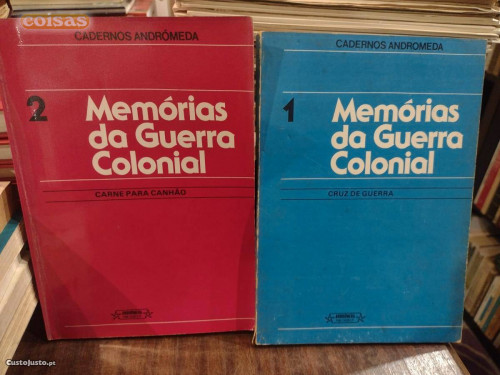 coisas
CADERNOS ANDRÓMEDA
2
Memórias
da Guerra
Colonial
CARNE PARA CANHÃO
CADERNOS ANDROMEDA
1
Memórias
da Guerra
Colonial
CRUZ DE GUERRA
CustoJusto.pt